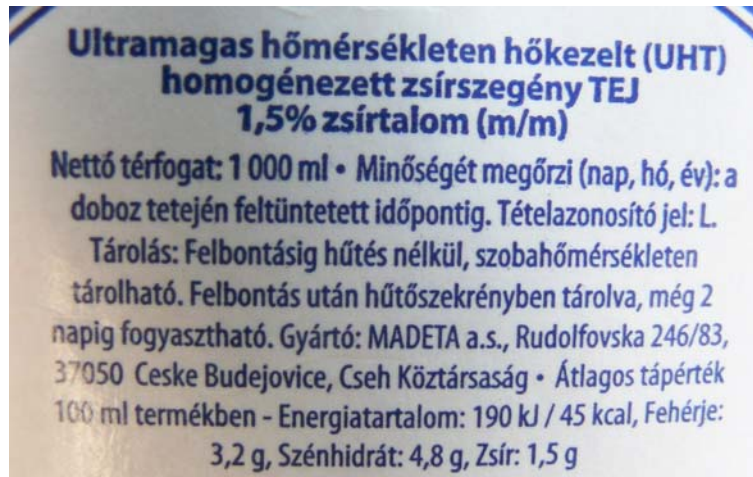 Ultramagas hőmérsékleten hőkezelt (UHT)
homogénezett zsírszegény TEJ
1,5% zsírtalom (m/m)
Nettó térfogat: 1 000 ml • Minőségét megőrzi (nap, hó, év): a
doboz tetején feltüntetett időpontig. Tételazonosító jel: L.
Tárolás: Felbontásig hűtés nélkül, szobahőmérsékleten
tárolható. Felbontás után hűtőszekrényben tárolva, még 2
napig fogyasztható. Gyártó: MADETA a.s., Rudolfovska 246/83,
37050 Ceske Budejovice, Cseh Köztársaság • Átlagos tápérték
100 ml termékben - Energiatartalom: 190 kJ / 45 kcal, Fehérje:
3,2 g, Szénhidrát: 4,8 g, Zsír: 1,5 g